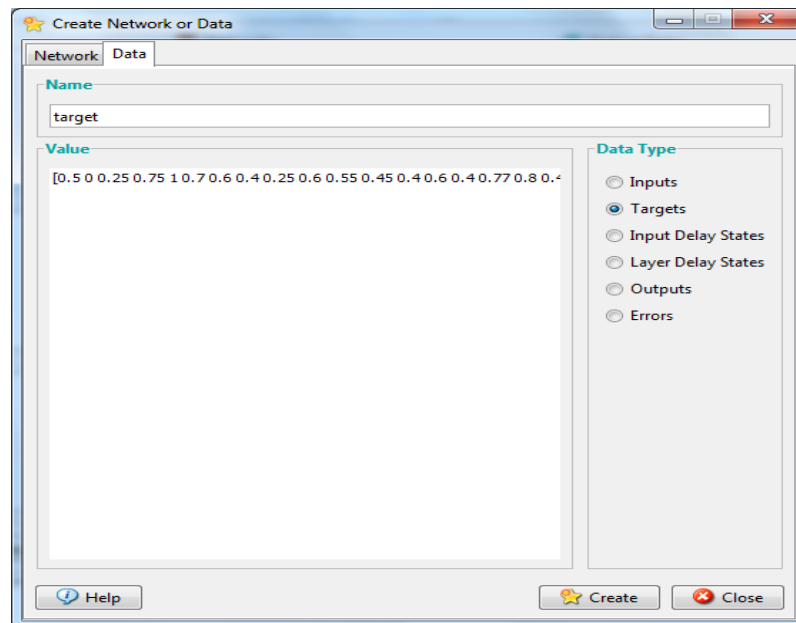 Create Network or Data
Network Data
Name
target
Value
[0.5 0 0.25 0.75 1 0.7 0.6 0.4 0.25 0.6 0.55 0.45 0.4 0.6 0.4 0.77 0.8 0.4
Data Type
Inputs
Targets
Input Delay States
Layer Delay States
Outputs
Errors
Help
Create
Close